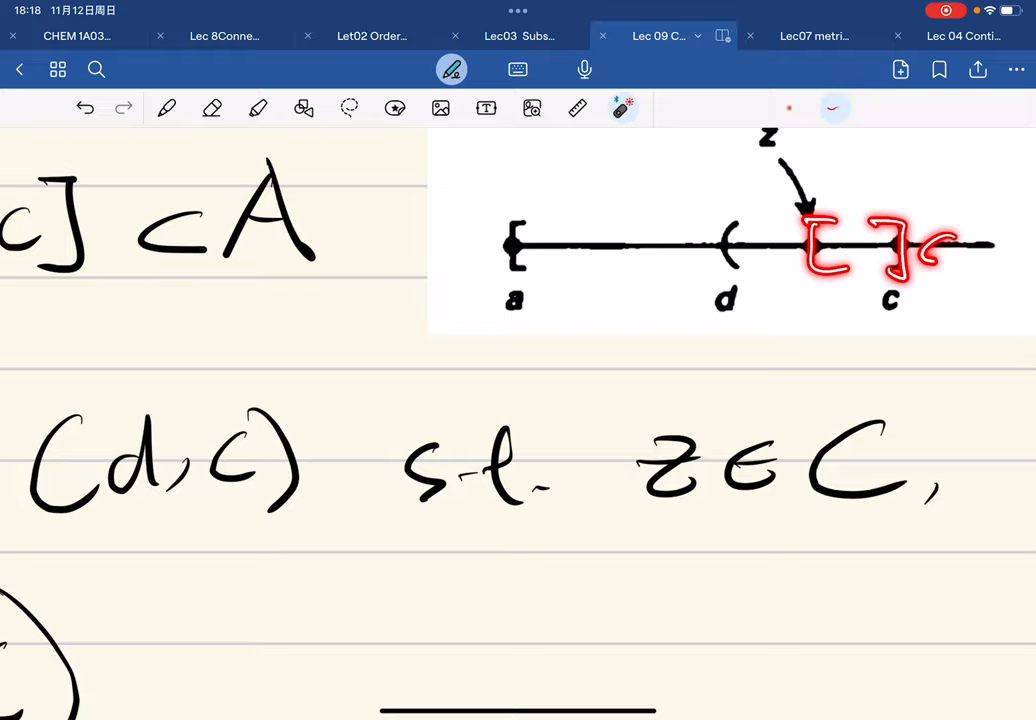 18:18 11月12日周日
CHEM 1A03... Lec 8Conne... Let02 Order... Lec03 Subs... Lec 09 C... Lec07 metri... Lec 04 Conti...
z
c] ⊂ A
[ ] ⊂
a d c
(d, c) s.t. z ∈ C,